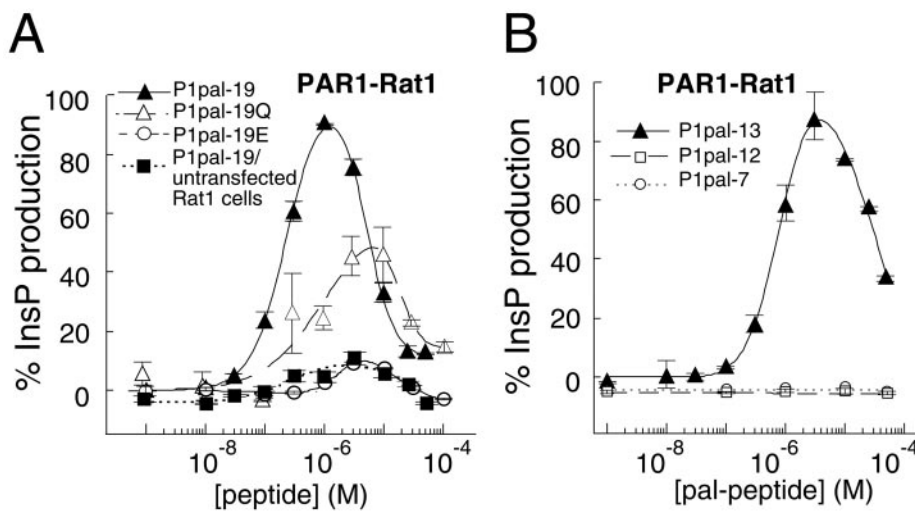 A
PAR1-Rat1
P1pal-19
P1pal-19Q
P1pal-19E
P1pal-19/
untransfected
Rat1 cells
% InsP production
100
80
60
40
20
0
10-8
10-6
10-4
[peptide] (M)
B
PAR1-Rat1
P1pal-13
P1pal-12
P1pal-7
% InsP production
100
80
60
40
20
0
10-8
10-6
10-4
[pal-peptide] (M)